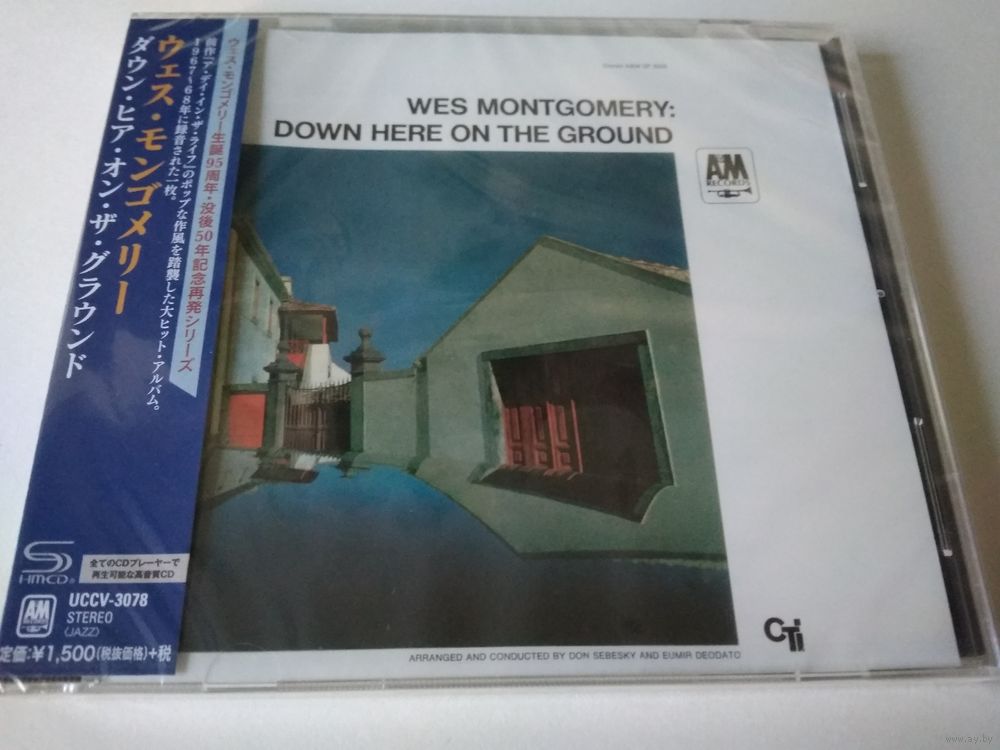 ウェス・モンゴメリー生誕95周年・没後50年記念再発シリーズ
前作『ア・デイ・イン・ザ・ライフ』のポップな作風を踏襲した大ヒット・アルバム。
1967〜68年に録音された一枚。
ウェス・モンゴメリー
ダウン・ヒア・オン・ザ・グラウンド
HMCD®
全てのCDプレーヤーで
再生可能な高音質CD
A&M
UCCV-3078
STEREO
(JAZZ)
定価:¥1,500(税抜価格)+税
WES MONTGOMERY:
DOWN HERE ON THE GROUND
A&M
RECORDS
CTi
ARRANGED AND CONDUCTED BY DON SEBESKY AND EUMIR DEODATO
www.ay.by